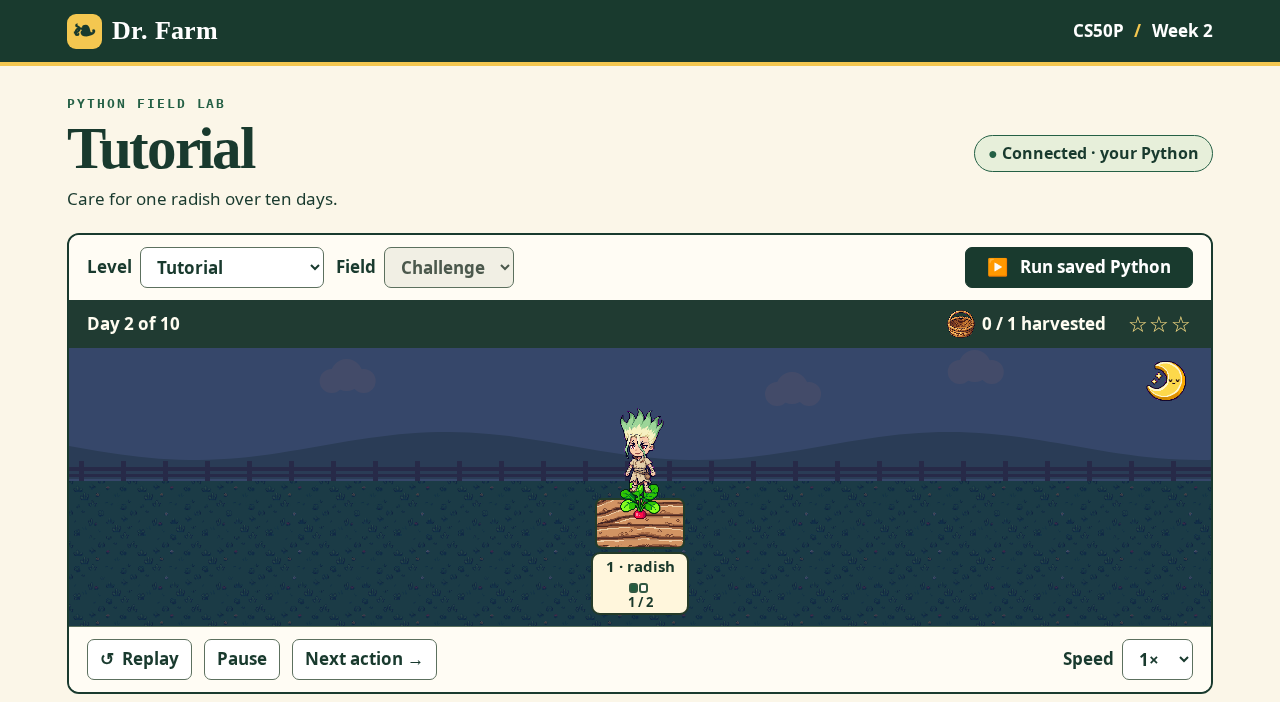 Dr. Farm
CS50P / Week 2
PYTHON FIELD LAB
Tutorial
● Connected · your Python
Care for one radish over ten days.
Level Tutorial Field Challenge ▶ Run saved Python
Day 2 of 10 0 / 1 harvested ☆☆☆
1 · radish
1 / 2
↺ Replay Pause Next action → Speed 1×